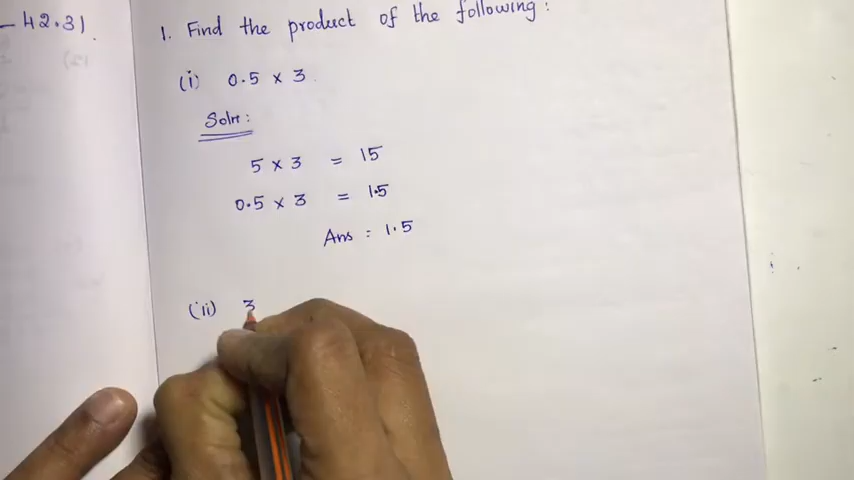 - 42.31
1. Find the product of the following:
(i) 0.5 × 3
Soln:
5 × 3 = 15
0.5 × 3 = 1.5
Ans : 1.5
(ii) 3